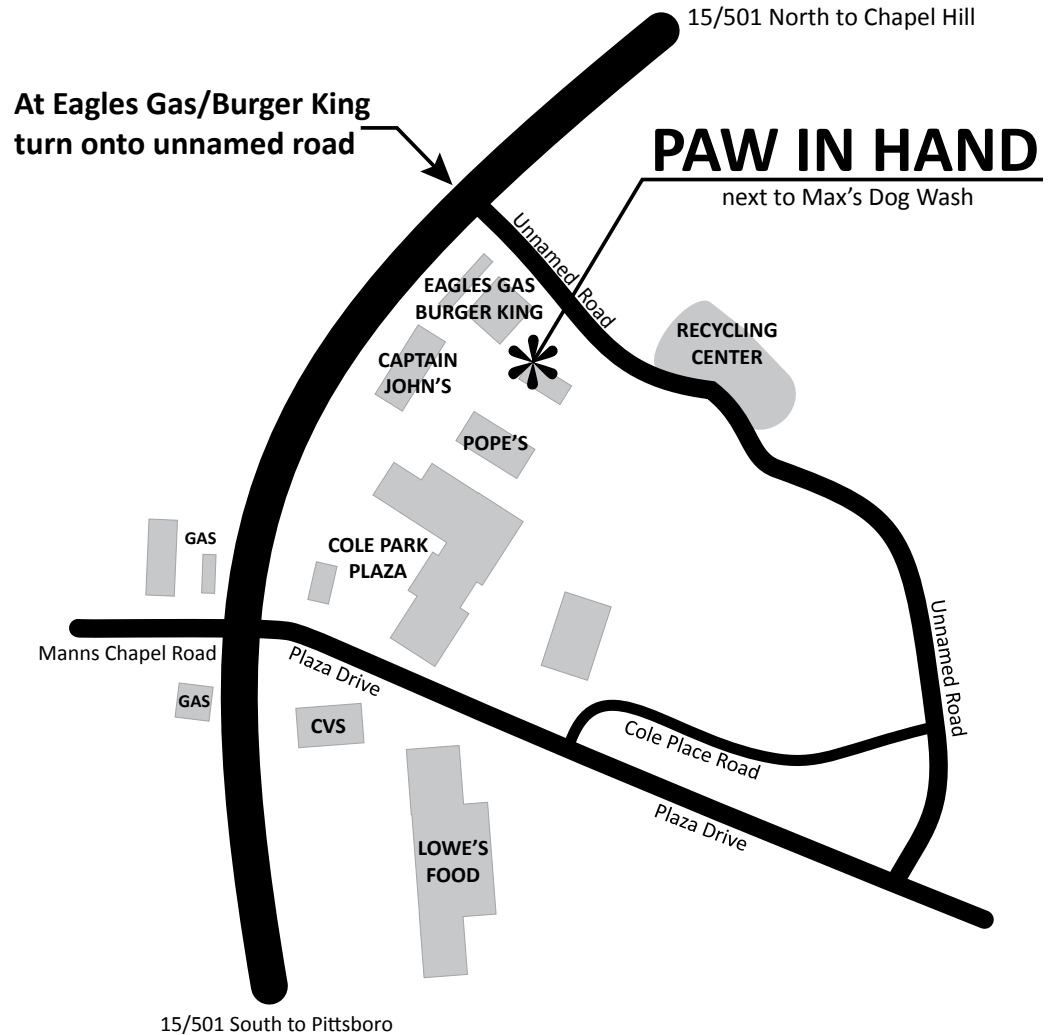 15/501 North to Chapel Hill
At Eagles Gas/Burger King
turn onto unnamed road
PAW IN HAND
next to Max's Dog Wash
Unnamed Road
EAGLES GAS
BURGER KING
RECYCLING
CENTER
CAPTAIN
JOHN'S
POPE'S
GAS
COLE PARK
PLAZA
Manns Chapel Road
Plaza Drive
Unnamed Road
GAS
CVS
Cole Place Road
Plaza Drive
LOWE'S
FOOD
15/501 South to Pittsboro